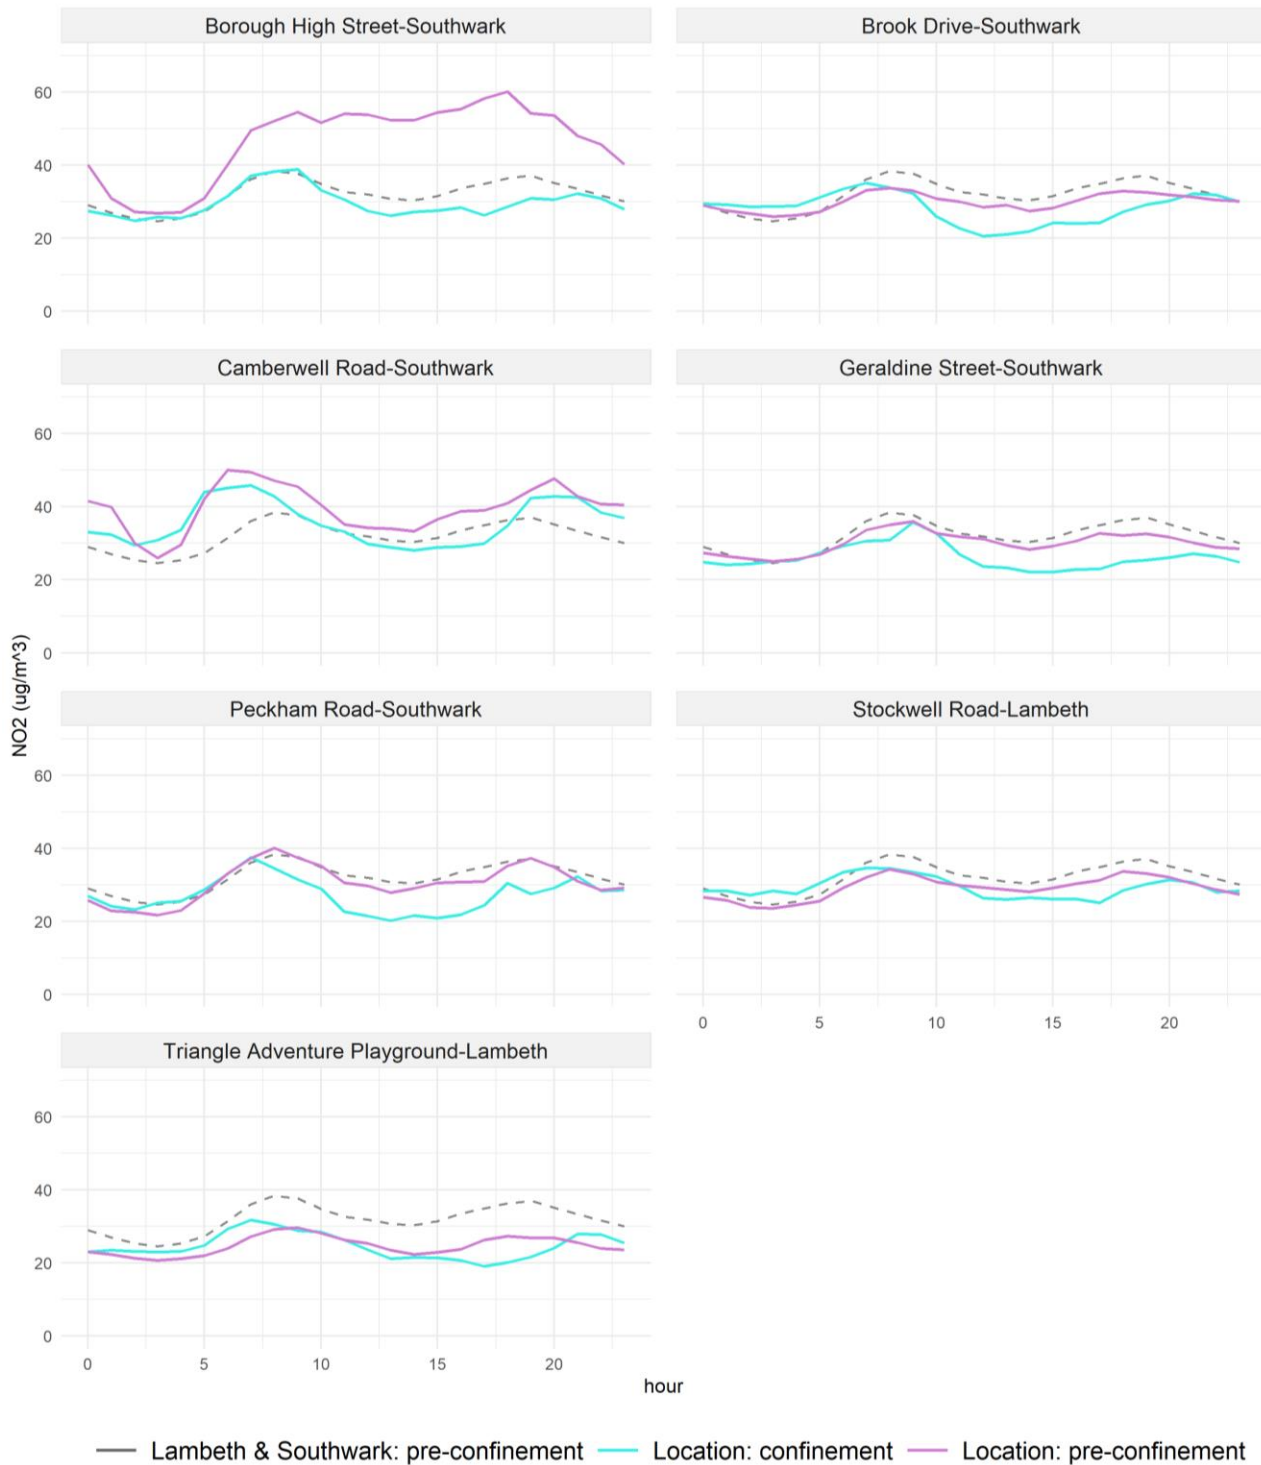 Borough High Street-Southwark
Brook Drive-Southwark
60
40
20
0
Camberwell Road-Southwark
Geraldine Street-Southwark
60
40
20
0
NO2 (ug/m^3)
Peckham Road-Southwark
Stockwell Road-Lambeth
60
40
20
0
0 5 10 15 20
Triangle Adventure Playground-Lambeth
60
40
20
0
0 5 10 15 20
hour
Lambeth & Southwark: pre-confinement Location: confinement Location: pre-confinement